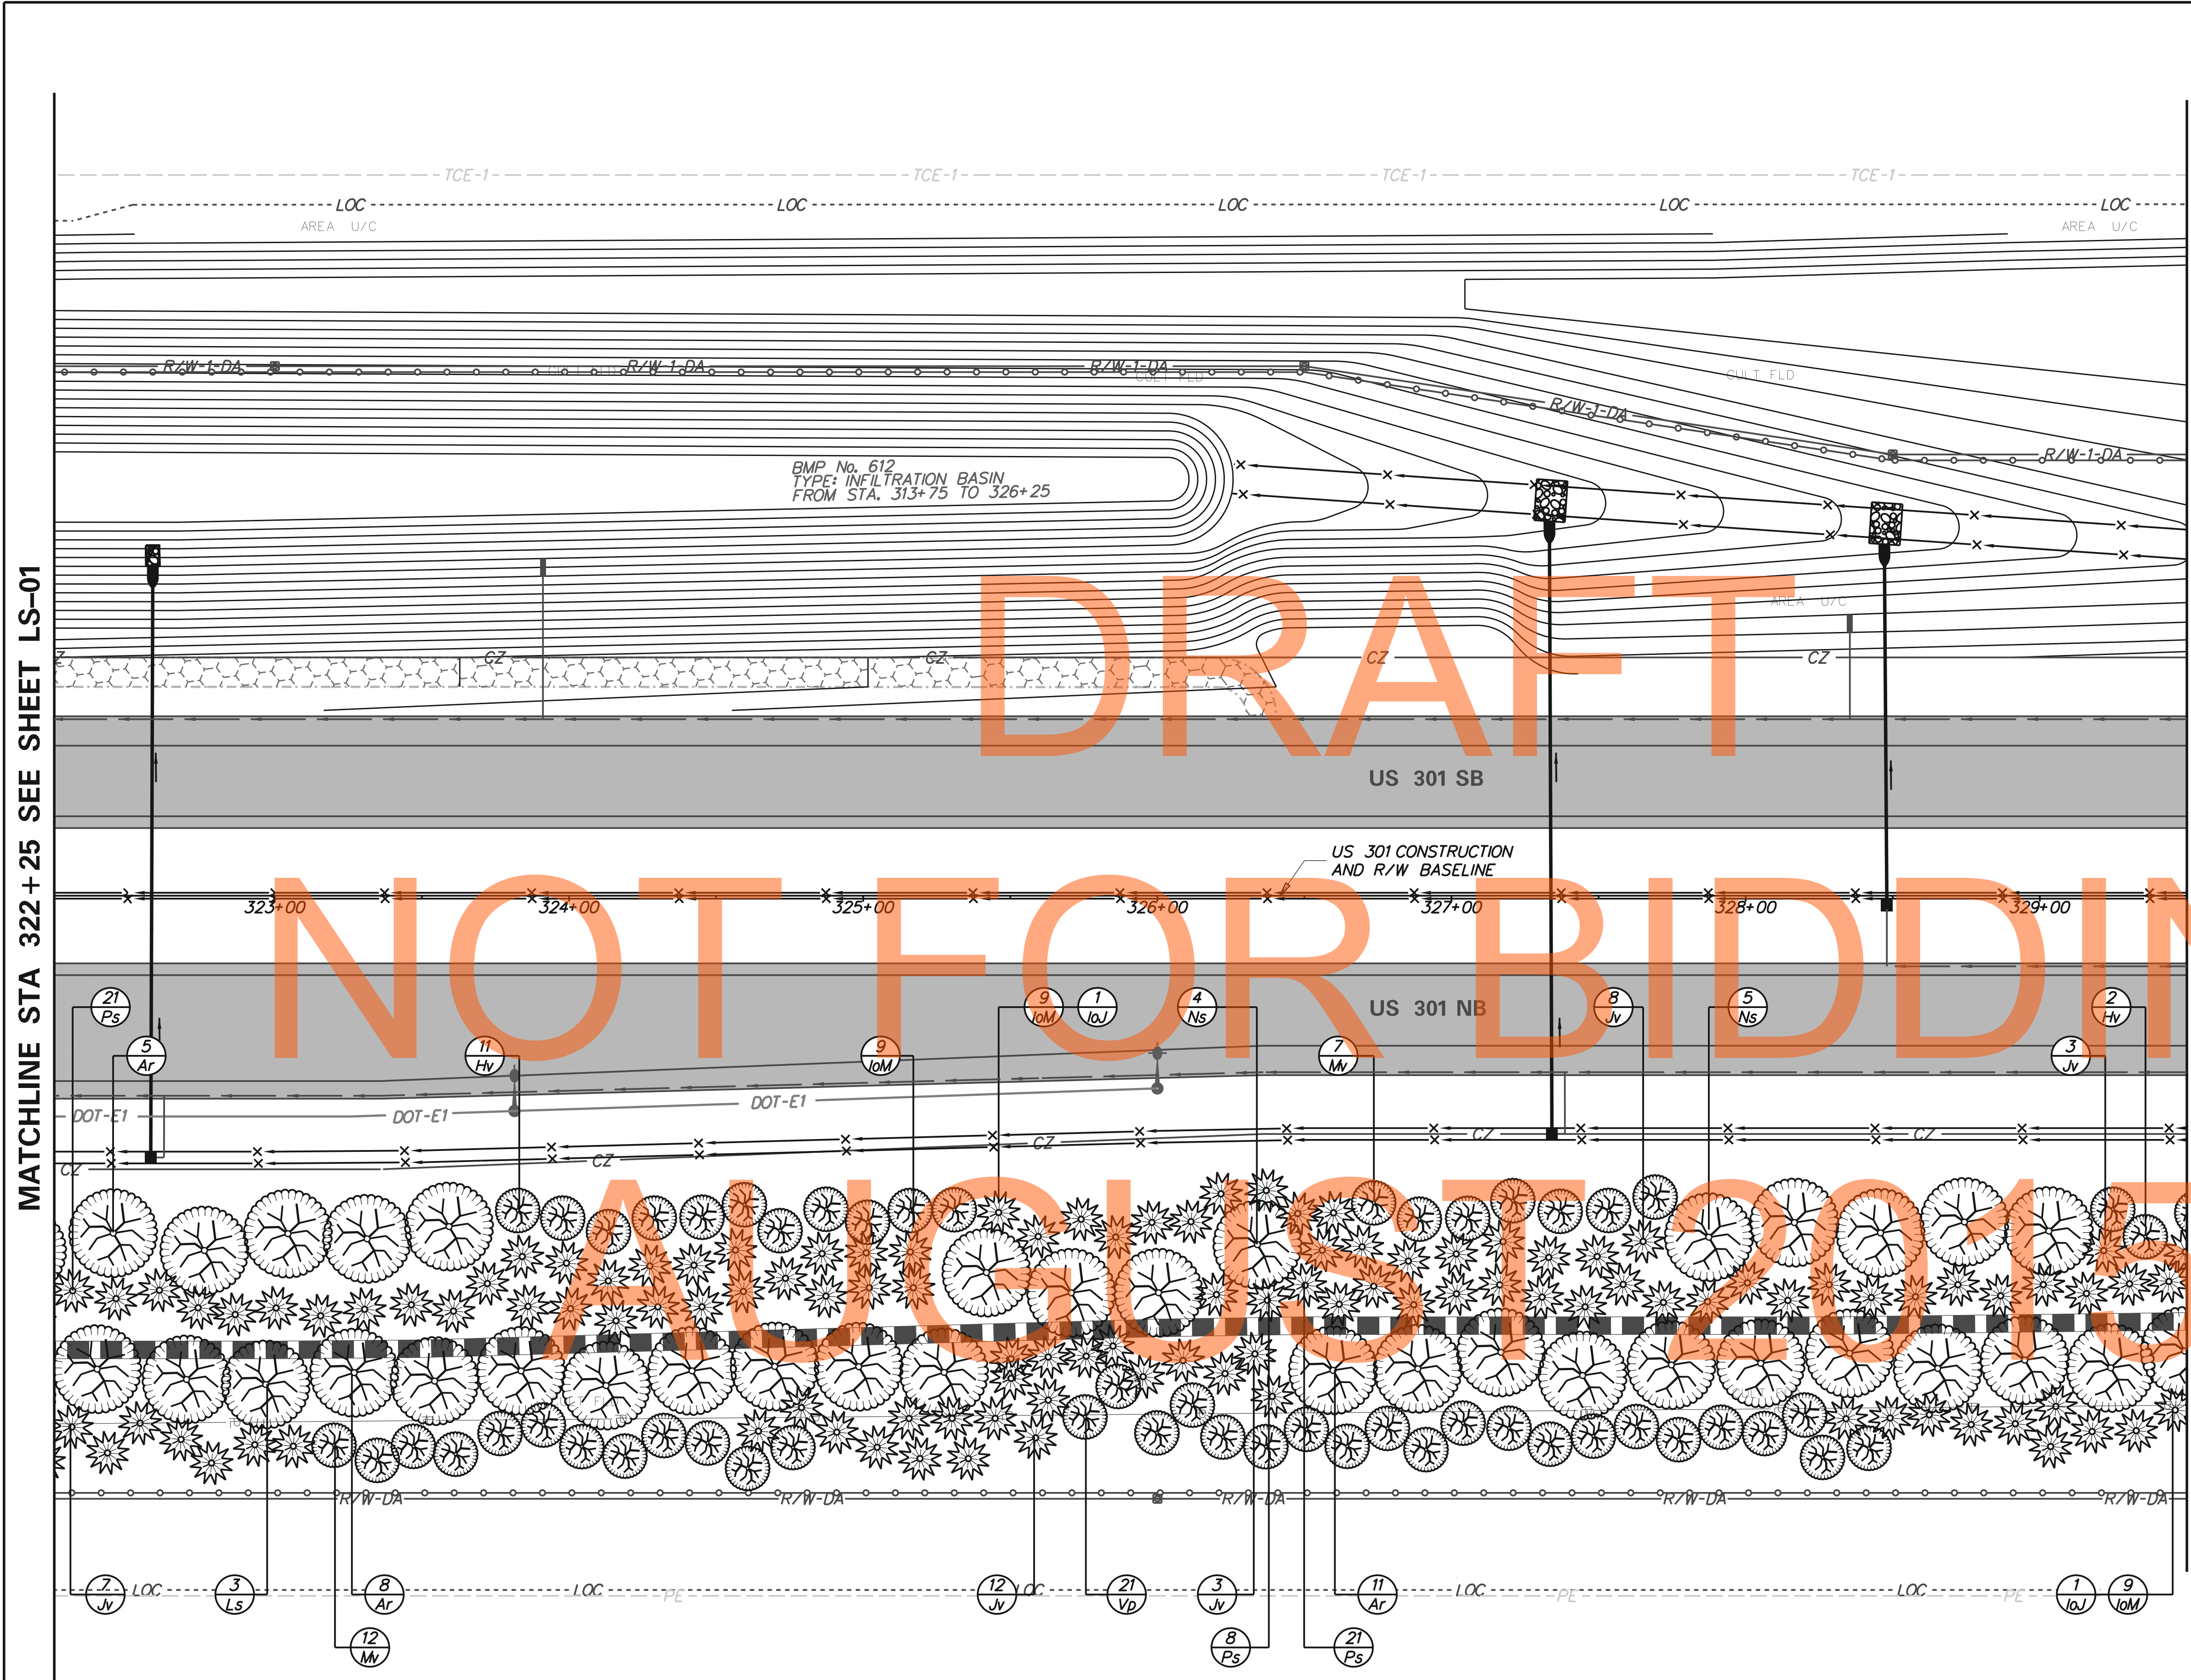 TCE-1 TCE-1 TCE-1 TCE-1
LOC LOC LOC LOC LOC
AREA U/C AREA U/C
R/W-1-DA R/W-1-DA R/W-1-DA
CULT FLD CULT FLD CULT FLD
R/W-1-DA
R/W-1-DA
BMP No. 612
TYPE: INFILTRATION BASIN
FROM STA. 313+75 TO 326+25
MATCHLINE STA 322+25 SEE SHEET LS-01
DRAFT
AREA U/C
CZ CZ CZ CZ
US 301 SB
US 301 CONSTRUCTION
AND R/W BASELINE
323+00 324+00 325+00 326+00 327+00 328+00 329+00
NOT FOR BIDDIN
21 Ps
9 IoM
1 IoJ
4 Ns
US 301 NB
8 Jv
5 Ns
2 Hv
5 Ar
11 Hv
9 IoM
7 Mv
3 Jv
DOT-E1 DOT-E1 DOT-E1
CZ CZ CZ CZ CZ
AUGUST 2015
R/W-DA R/W-DA R/W-DA R/W-DA R/W-DA
7 Jv
LOC
3 Ls
8 Ar
LOC
PE
12 Jv
LOC
21 Vp
3 Jv
11 Ar
LOC
PE
LOC
PE
1 IoJ
9 IoM
12 Mv
8 Ps
21 Ps